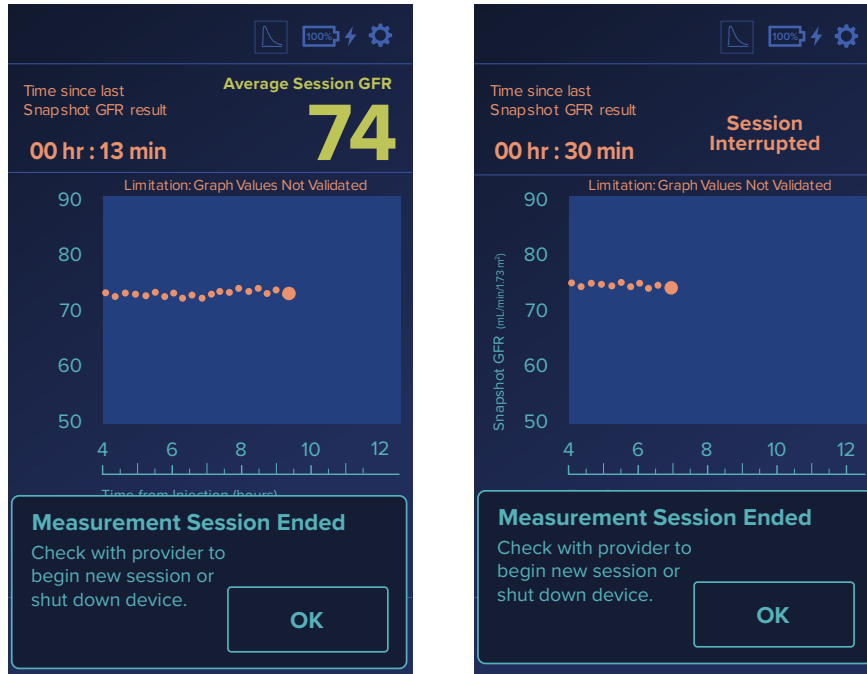 100%
Time since last
Snapshot GFR result
00 hr : 13 min
Average Session GFR
74
Limitation: Graph Values Not Validated
90
80
70
60
50
4 6 8 10 12
Time from Injection (hours)
Measurement Session Ended
Check with provider to
begin new session or
shut down device.
OK
100%
Time since last
Snapshot GFR result
00 hr : 30 min
Session
Interrupted
Limitation: Graph Values Not Validated
Snapshot GFR (mL/min/1.73 m²)
90
80
70
60
50
4 6 8 10 12
Measurement Session Ended
Check with provider to
begin new session or
shut down device.
OK